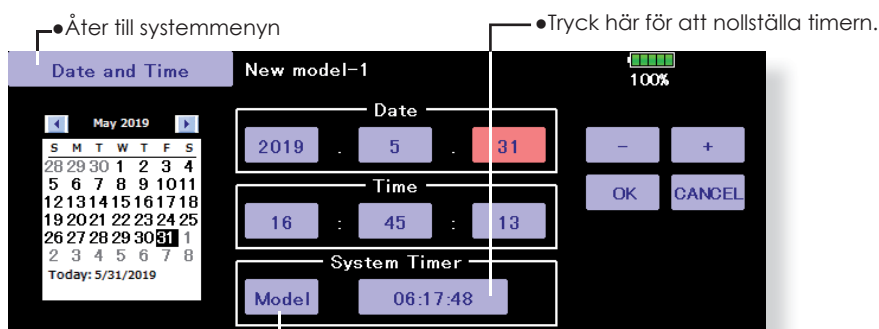 ●Åter till systemmenyn
●Tryck här för att nollställa timern.
Date and Time
New model-1
100%
May 2019
S M T W T F S
28 29 30 1 2 3 4
5 6 7 8 9 10 11
12 13 14 15 16 17 18
19 20 21 22 23 24 25
26 27 28 29 30 31 1
2 3 4 5 6 7 8
Today: 5/31/2019
Date
2019 . 5 . 31
Time
16 : 45 : 13
System Timer
Model 06:17:48
- +
OK CANCEL